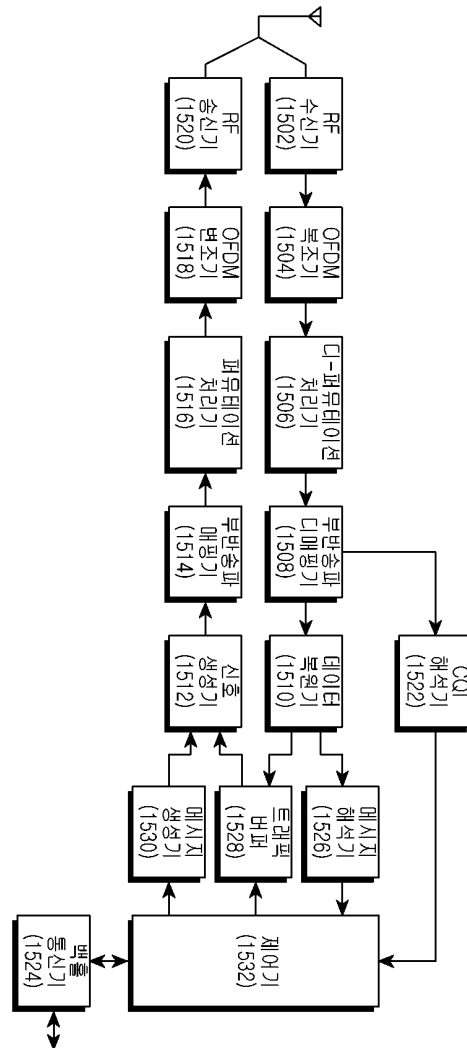 CQI
해석기
(1522)
RF
수신기
(1502)
OFDM
복조기
(1504)
디-퍼뮤테이션
처리기
(1506)
부반송파
디매핑기
(1508)
데이터
복원기
(1510)
메시지
해석기
(1526)
트래픽
버퍼
(1528)
제어기
(1532)
RF
송신기
(1520)
OFDM
변조기
(1518)
퍼뮤테이션
처리기
(1516)
부반송파
매핑기
(1514)
신호
생성기
(1512)
메시지
생성기
(1530)
백홀
통신기
(1524)